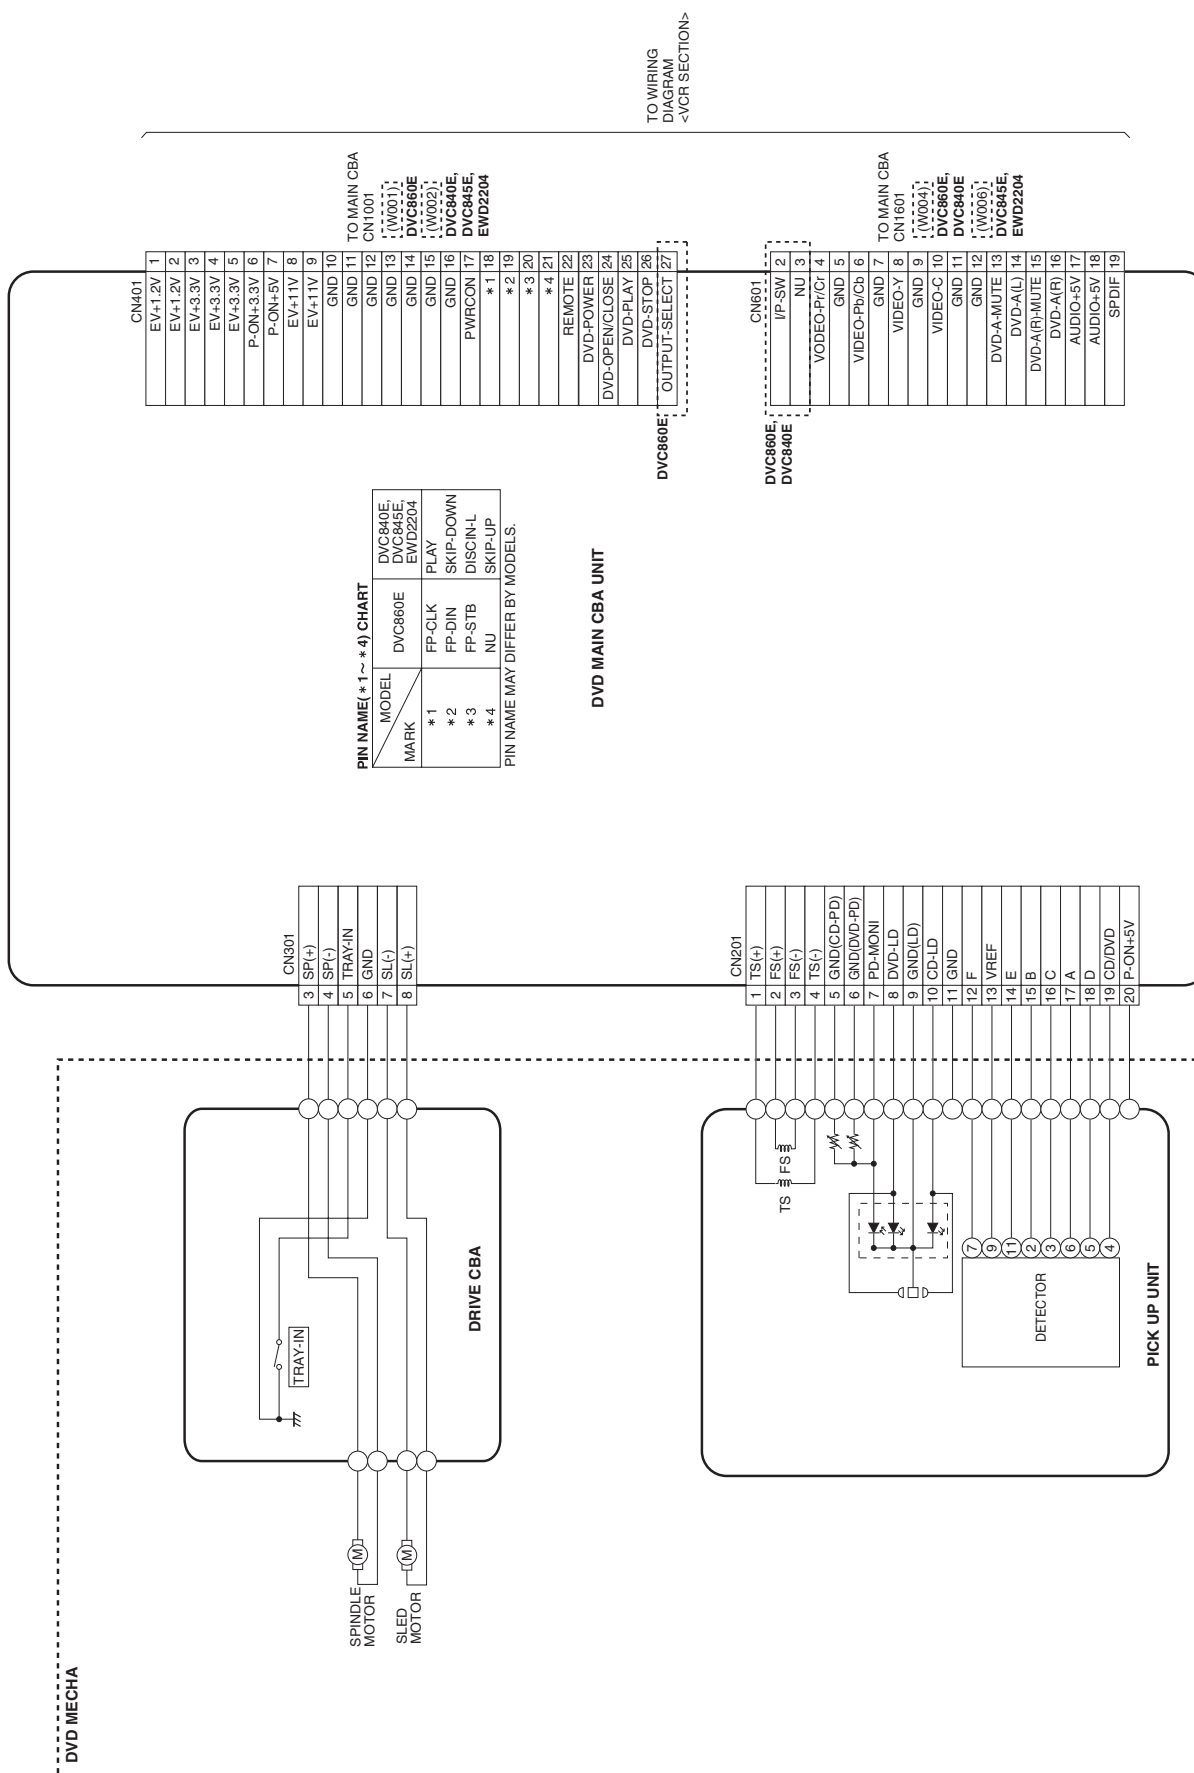 TO WIRING
DIAGRAM
<VCR SECTION>
CN401
EV+1.2V 1
EV+1.2V 2
EV+3.3V 3
EV+3.3V 4
EV+3.3V 5
P-ON+3.3V 6
P-ON+5V 7
EV+11V 8
EV+11V 9
GND 10
GND 11
GND 12
GND 13
GND 14
GND 15
GND 16
PWRCON 17
*1 18
*2 19
*3 20
*4 21
REMOTE 22
DVD-POWER 23
DVD-OPEN/CLOSE 24
DVD-PLAY 25
DVD-STOP 26
OUTPUT-SELECT 27
DVC860E
TO MAIN CBA
CN1001
(W001)
DVC860E
(W002)
DVC840E,
DVC845E,
EWD2204
CN601
I/P-SW 2
NU 3
VODEO-Pr/Cr 4
GND 5
VIDEO-Pb/Cb 6
GND 7
VIDEO-Y 8
GND 9
VIDEO-C 10
GND 11
GND 12
DVD-A-MUTE 13
DVD-A(L) 14
DVD-A(R)-MUTE 15
DVD-A(R) 16
AUDIO+5V 17
AUDIO+5V 18
SPDIF 19
DVC860E,
DVC840E
TO MAIN CBA
CN1601
(W004)
DVC860E,
DVC840E
(W006)
DVC845E,
EWD2204
PIN NAME(*1~*4) CHART
MODEL
MARK
DVC860E
DVC840E,
DVC845E,
EWD2204
*1 FP-CLK PLAY
*2 FP-DIN SKIP-DOWN
*3 FP-STB DISCIN-L
*4 NU SKIP-UP
PIN NAME MAY DIFFER BY MODELS.
DVD MAIN CBA UNIT
CN301
3 SP(+)
4 SP(-)
5 TRAY-IN
6 GND
7 SL(-)
8 SL(+)
CN201
1 TS(+)
2 FS(+)
3 FS(-)
4 TS(-)
5 GND(CD-PD)
6 GND(DVD-PD)
7 PD-MONI
8 DVD-LD
9 GND(LD)
10 CD-LD
11 GND
12 F
13 VREF
14 E
15 B
16 C
17 A
18 D
19 CD/DVD
20 P-ON+5V
DVD MECHA
TRAY-IN
DRIVE CBA
SPINDLE
MOTOR
M
SLED
MOTOR
M
TS
FS
7
9
11
2
3
6
5
4
DETECTOR
PICK UP UNIT